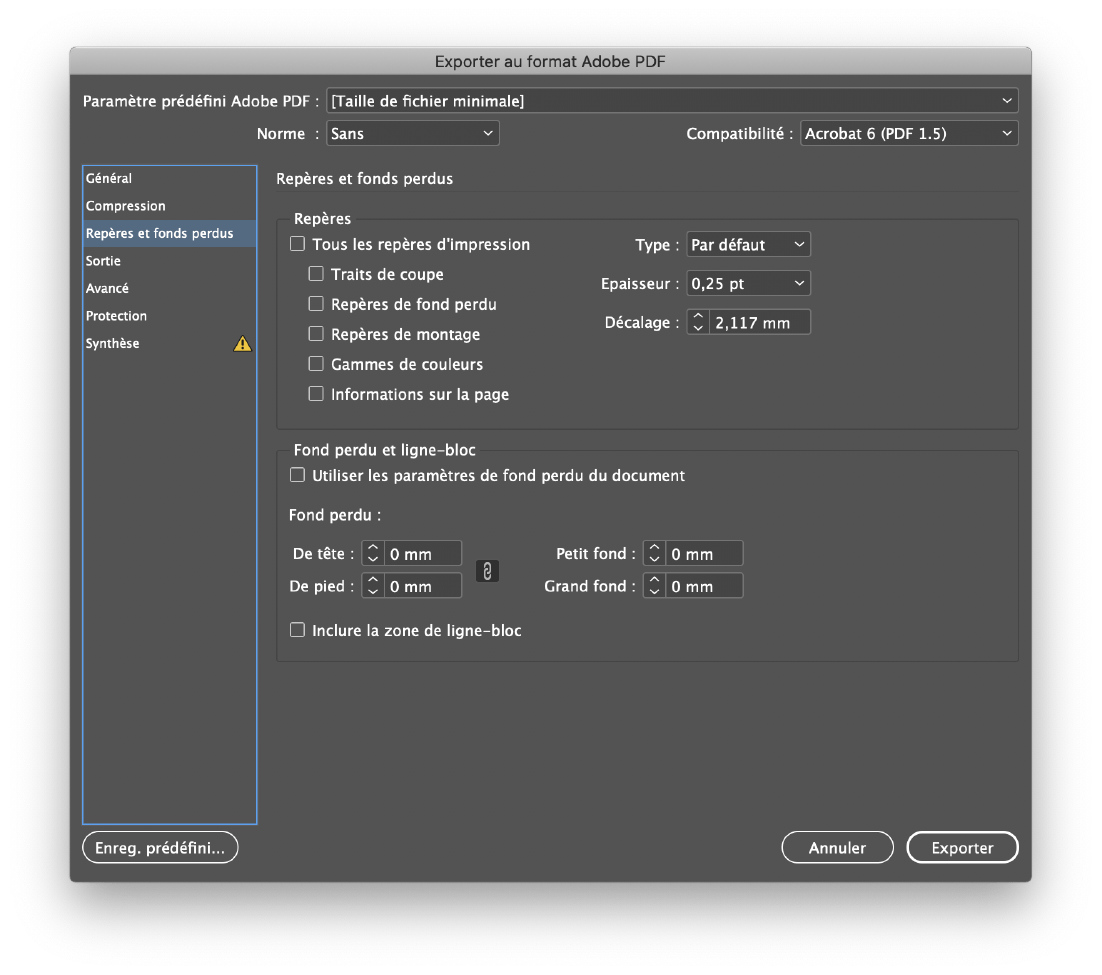 Exporter au format Adobe PDF
Paramètre prédéfini Adobe PDF : [Taille de fichier minimale]
Norme : Sans Compatibilité : Acrobat 6 (PDF 1.5)
Général
Compression
Repères et fonds perdus
Sortie
Avancé
Protection
Synthèse
Repères et fonds perdus
Repères
Tous les repères d'impression Type : Par défaut
Traits de coupe Epaisseur : 0,25 pt
Repères de fond perdu Décalage : 2,117 mm
Repères de montage
Gammes de couleurs
Informations sur la page
Fond perdu et ligne-bloc
Utiliser les paramètres de fond perdu du document
Fond perdu :
De tête : 0 mm Petit fond : 0 mm
De pied : 0 mm Grand fond : 0 mm
Inclure la zone de ligne-bloc
Enreg. prédéfini... Annuler Exporter